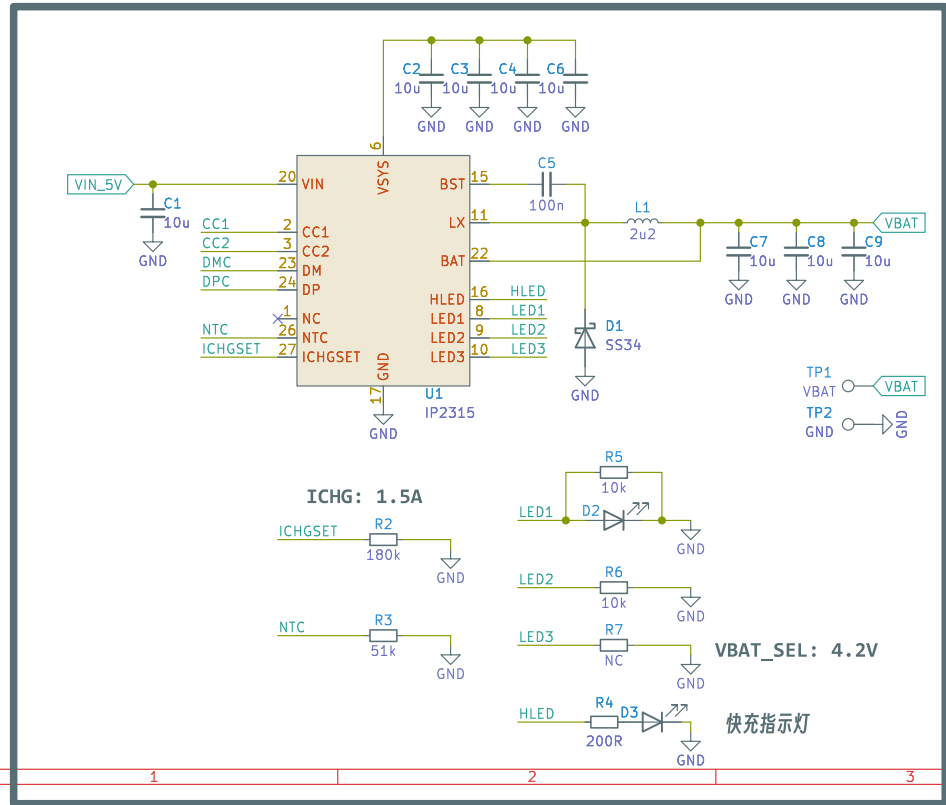 C2 C3 C4 C6
10u 10u 10u 10u
GND GND GND GND
6
VSYS
VIN_5V
20 VIN
BST 15
C5
100n
C1
10u
GND
CC1 2 CC1
CC2 3 CC2
DMC 23 DM
DPC 24 DP
1 NC
NTC 26 NTC
ICHGSET 27 ICHGSET
LX 11
BAT 22
HLED 16 HLED
LED1 8 LED1
LED2 9 LED2
LED3 10 LED3
GND
17
U1
IP2315
GND
L1
2u2
VBAT
C7 C8 C9
10u 10u 10u
GND GND GND
D1
SS34
GND
TP1
VBAT
VBAT
TP2
GND
GND
ICHG: 1.5A
ICHGSET
R2
180k
GND
NTC
R3
51k
GND
R5
10k
LED1
D2
GND
LED2
R6
10k
GND
LED3
R7
NC
GND
VBAT_SEL: 4.2V
HLED
R4
200R
D3
GND
快充指示灯
1 2 3